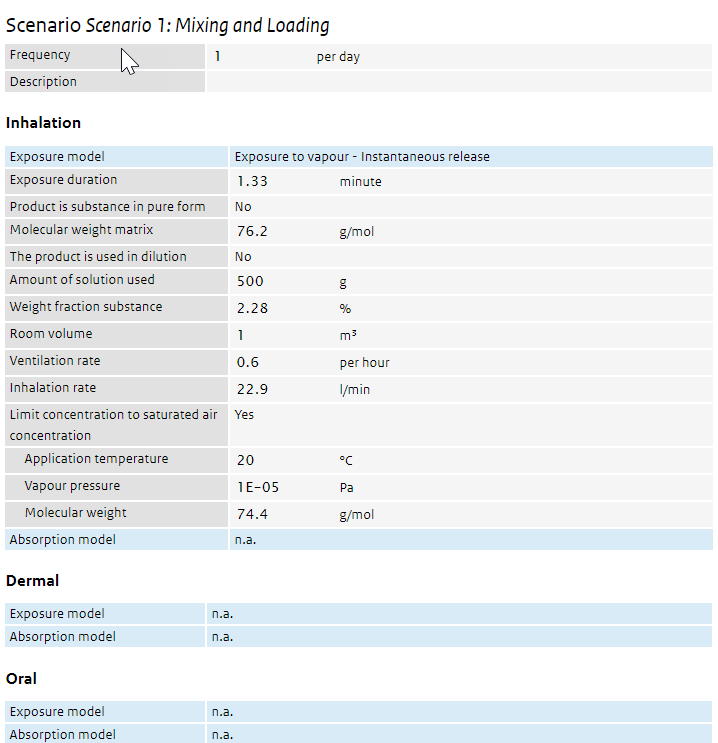 Scenario Scenario 1: Mixing and Loading
Frequency 1 per day
Description
Inhalation
Exposure model Exposure to vapour - Instantaneous release
Exposure duration 1.33 minute
Product is substance in pure form No
Molecular weight matrix 76.2 g/mol
The product is used in dilution No
Amount of solution used 500 g
Weight fraction substance 2.28 %
Room volume 1 m³
Ventilation rate 0.6 per hour
Inhalation rate 22.9 l/min
Limit concentration to saturated air Yes
concentration
Application temperature 20 °C
Vapour pressure 1E-05 Pa
Molecular weight 74.4 g/mol
Absorption model n.a.
Dermal
Exposure model n.a.
Absorption model n.a.
Oral
Exposure model n.a.
Absorption model n.a.